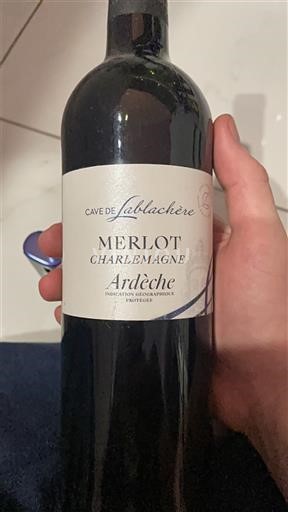 CAVE DE Lablachère
MERLOT
CHARLEMAGNE
Ardèche
INDICATION GÉOGRAPHIQUE
PROTÉGÉE